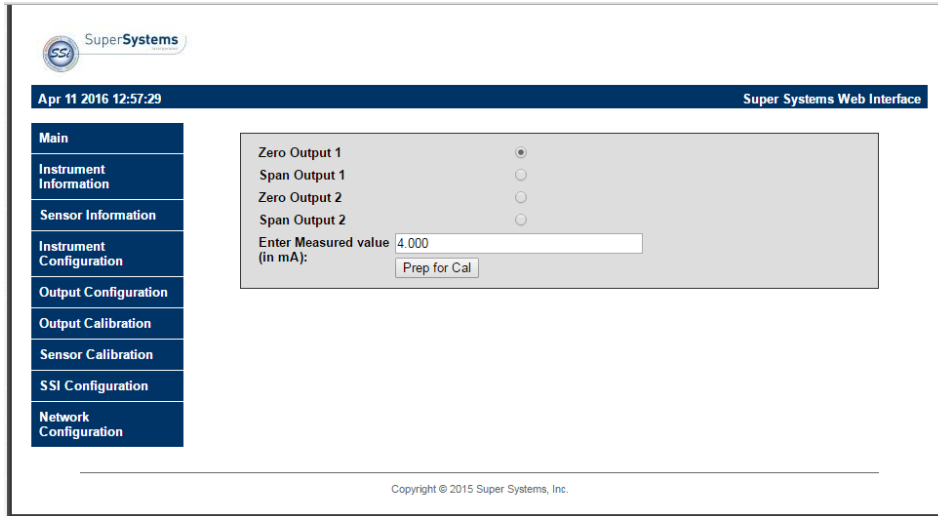 SSi SuperSystems
Apr 11 2016 12:57:29 Super Systems Web Interface
Main
Instrument
Information
Sensor Information
Instrument
Configuration
Output Configuration
Output Calibration
Sensor Calibration
SSI Configuration
Network
Configuration
Zero Output 1
Span Output 1
Zero Output 2
Span Output 2
Enter Measured value 4.000
(in mA):
Prep for Cal
Copyright © 2015 Super Systems, Inc.